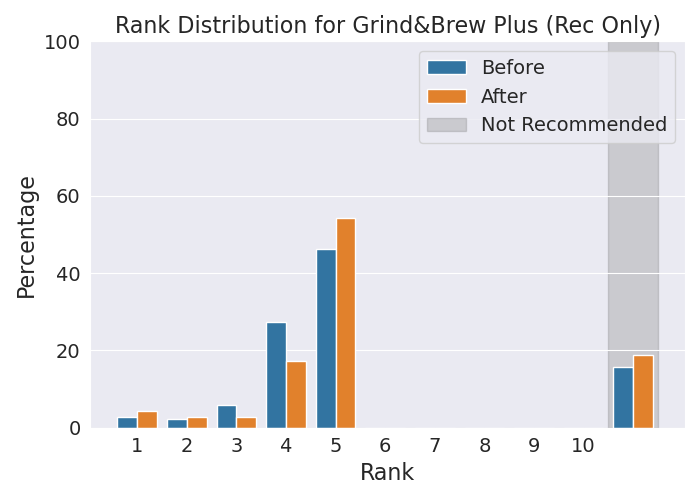 Rank Distribution for Grind&Brew Plus (Rec Only)
100
80
60
40
20
0
Percentage
Before
After
Not Recommended
1 2 3 4 5 6 7 8 9 10
Rank